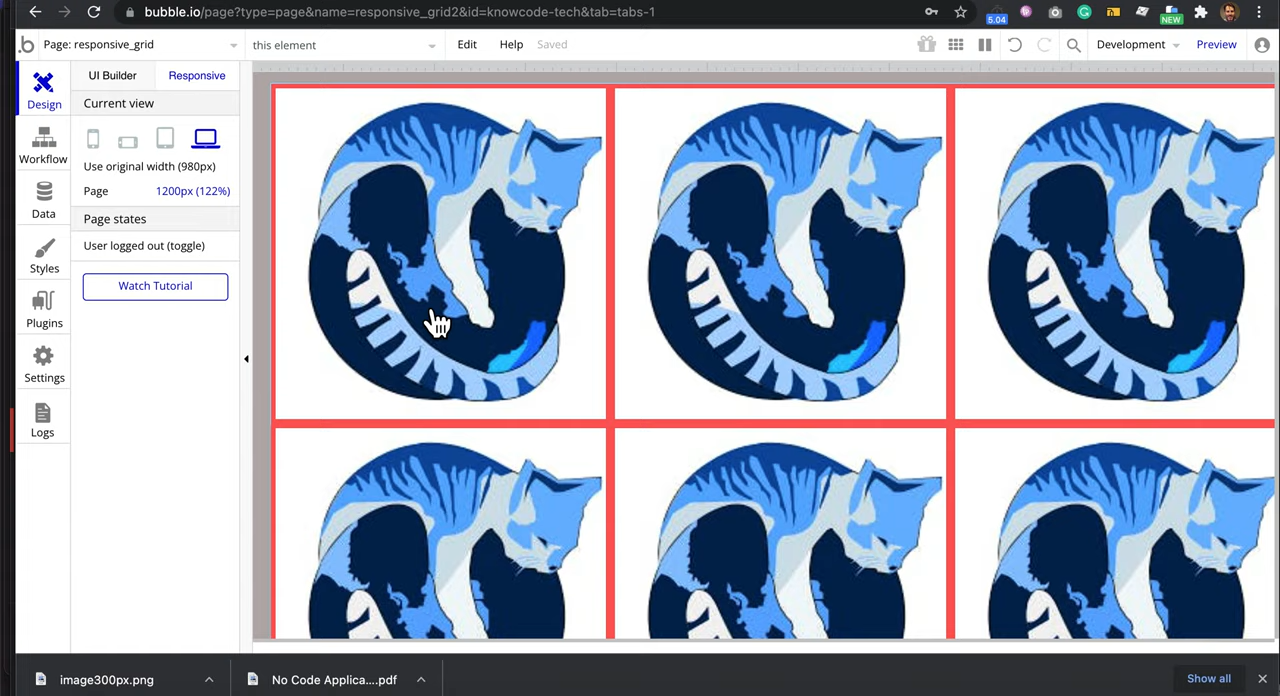 bubble.io/page?type=page&name=responsive_grid2&id=knowcode-tech&tab=tabs-1
5.04
NEW
b Page: responsive_grid
this element
Edit
Help
Saved
Development
Preview
UI Builder
Responsive
Design
Workflow
Data
Styles
Plugins
Settings
Logs
Current view
Use original width (980px)
Page 1200px (122%)
Page states
User logged out (toggle)
Watch Tutorial
image300px.png
No Code Applica....pdf
Show all